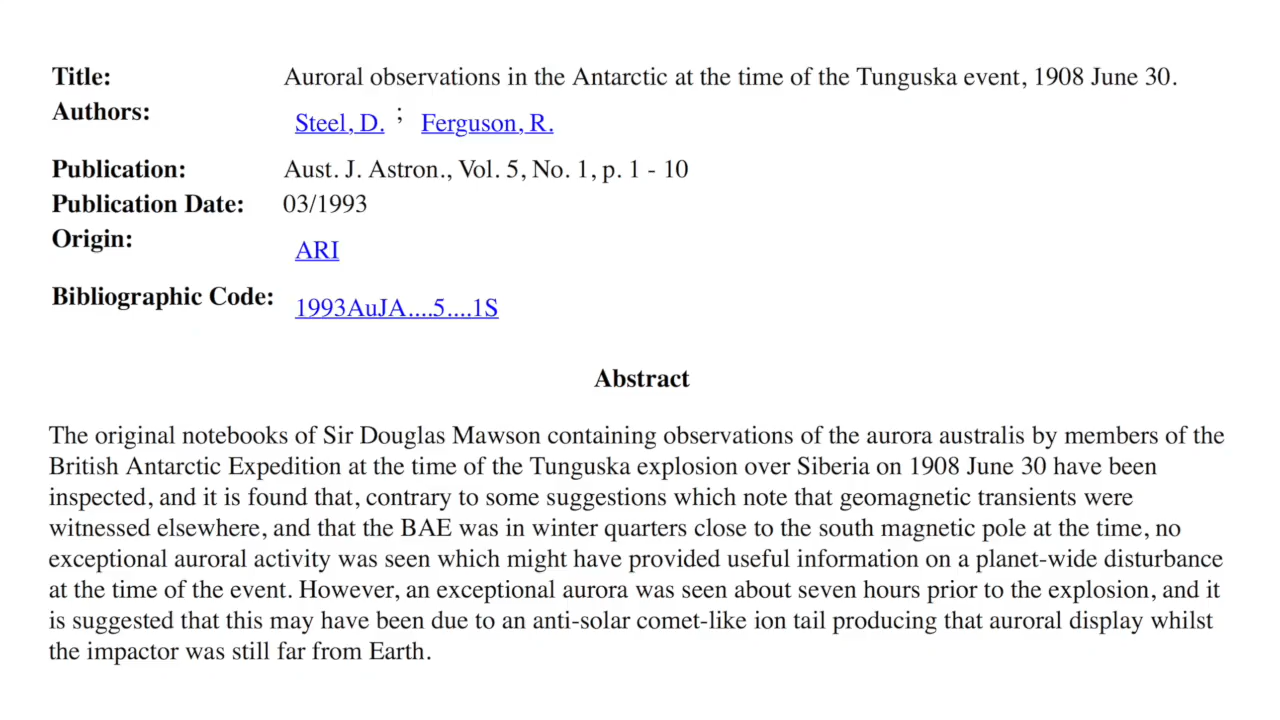 Title: Auroral observations in the Antarctic at the time of the Tunguska event, 1908 June 30.
Authors: Steel, D. ; Ferguson, R.
Publication: Aust. J. Astron., Vol. 5, No. 1, p. 1 - 10
Publication Date: 03/1993
Origin: ARI
Bibliographic Code: 1993AuJA....5....1S
Abstract
The original notebooks of Sir Douglas Mawson containing observations of the aurora australis by members of the
British Antarctic Expedition at the time of the Tunguska explosion over Siberia on 1908 June 30 have been
inspected, and it is found that, contrary to some suggestions which note that geomagnetic transients were
witnessed elsewhere, and that the BAE was in winter quarters close to the south magnetic pole at the time, no
exceptional auroral activity was seen which might have provided useful information on a planet-wide disturbance
at the time of the event. However, an exceptional aurora was seen about seven hours prior to the explosion, and it
is suggested that this may have been due to an anti-solar comet-like ion tail producing that auroral display whilst
the impactor was still far from Earth.